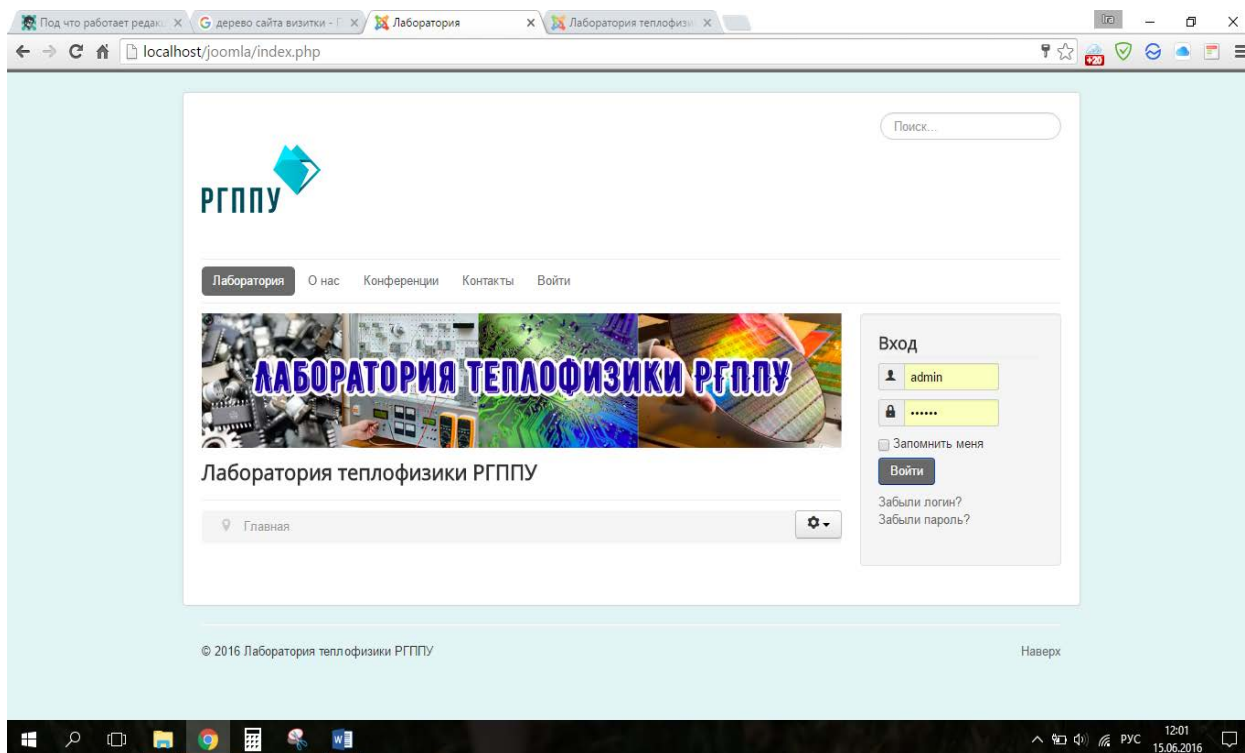 Под что работает редак
дерево сайта визитки - 
Лаборатория
Лаборатория теплофизи
localhost/joomla/index.php
+20
Поиск...
РГППУ
Лаборатория О нас Конференции Контакты Войти
ЛАБОРАТОРИЯ ТЕПЛОФИЗИКИ РГППУ
Вход
admin
••••••
Запомнить меня
Войти
Забыли логин?
Забыли пароль?
Лаборатория теплофизики РГППУ
Главная
© 2016 Лаборатория теплофизики РГППУ
Наверх
РУС
12:01
15.06.2016